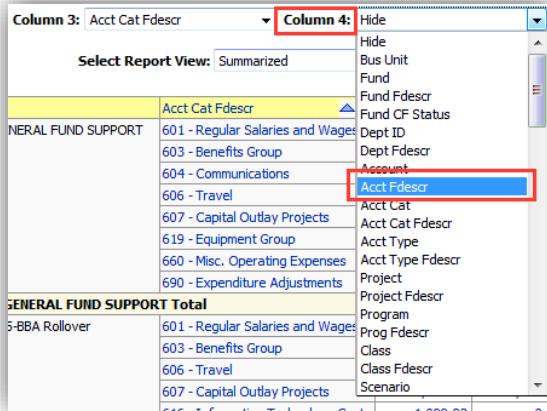 Column 3: Acct Cat Fdescr Column 4: Hide
Hide
Bus Unit
Fund
Fund Fdescr
Fund CF Status
Dept ID
Dept Fdescr
Account
Acct Fdescr
Acct Cat
Acct Cat Fdescr
Acct Type
Acct Type Fdescr
Project
Project Fdescr
Program
Prog Fdescr
Class
Class Fdescr
Scenario
Select Report View: Summarized
Acct Cat Fdescr
NERAL FUND SUPPORT 601 - Regular Salaries and Wages
603 - Benefits Group
604 - Communications
606 - Travel
607 - Capital Outlay Projects
619 - Equipment Group
660 - Misc. Operating Expenses
690 - Expenditure Adjustments
GENERAL FUND SUPPORT Total
5-BBA Rollover 601 - Regular Salaries and Wages
603 - Benefits Group
606 - Travel
607 - Capital Outlay Projects